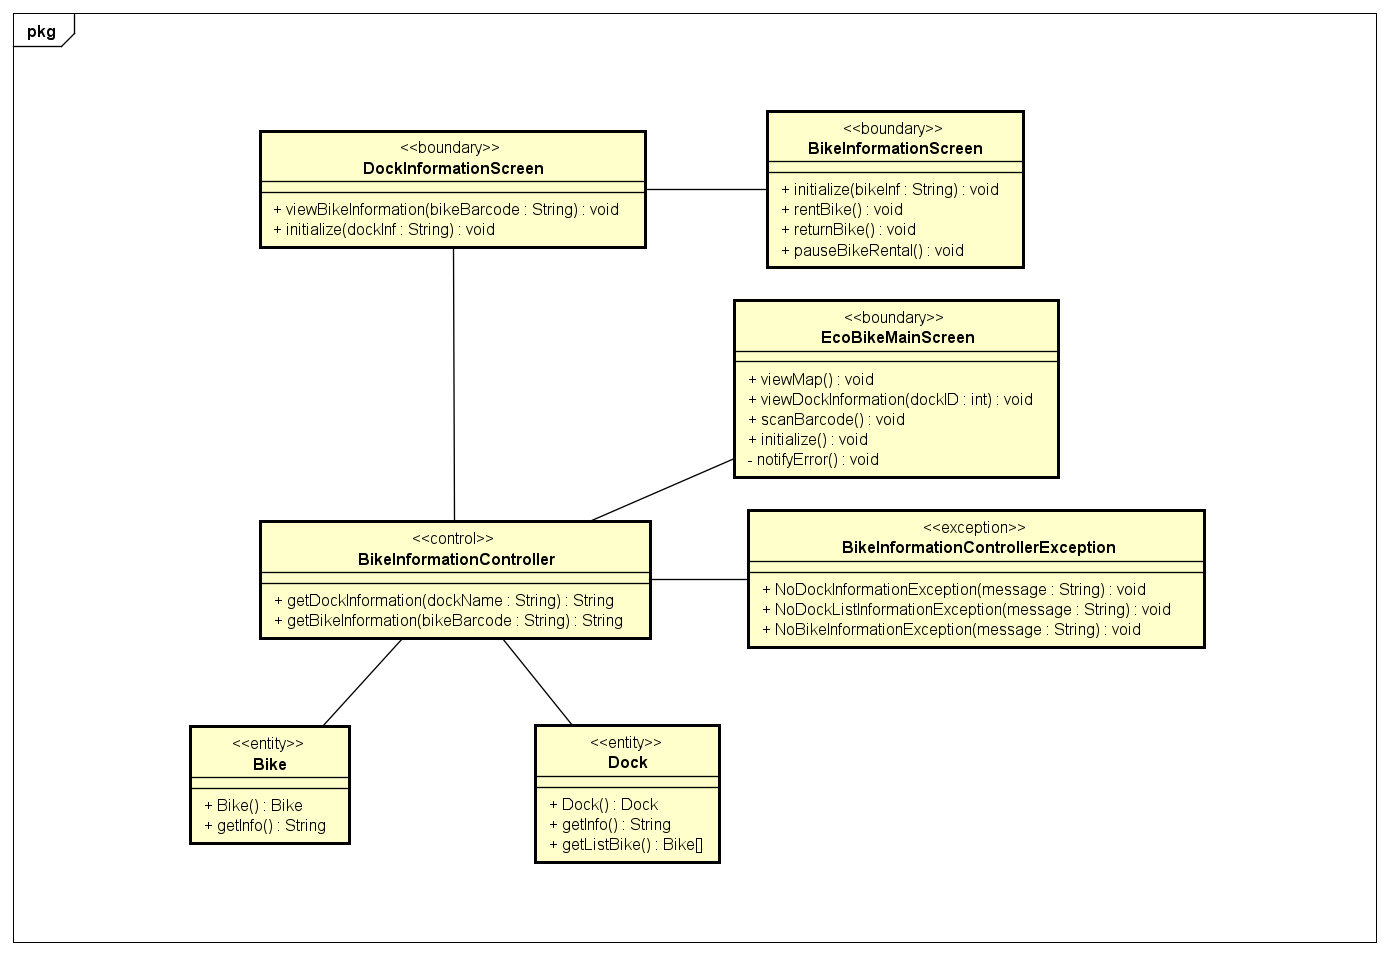 pkg
<<boundary>>
DockInformationScreen
+ viewBikeInformation(bikeBarcode : String) : void
+ initialize(dockInf : String) : void
<<boundary>>
BikeInformationScreen
+ initialize(bikeInf : String) : void
+ rentBike() : void
+ returnBike() : void
+ pauseBikeRental() : void
<<boundary>>
EcoBikeMainScreen
+ viewMap() : void
+ viewDockInformation(dockID : int) : void
+ scanBarcode() : void
+ initialize() : void
- notifyError() : void
<<control>>
BikeInformationController
+ getDockInformation(dockName : String) : String
+ getBikeInformation(bikeBarcode : String) : String
<<exception>>
BikeInformationControllerException
+ NoDockInformationException(message : String) : void
+ NoDockListInformationException(message : String) : void
+ NoBikeInformationException(message : String) : void
<<entity>>
Bike
+ Bike() : Bike
+ getInfo() : String
<<entity>>
Dock
+ Dock() : Dock
+ getInfo() : String
+ getListBike() : Bike[]